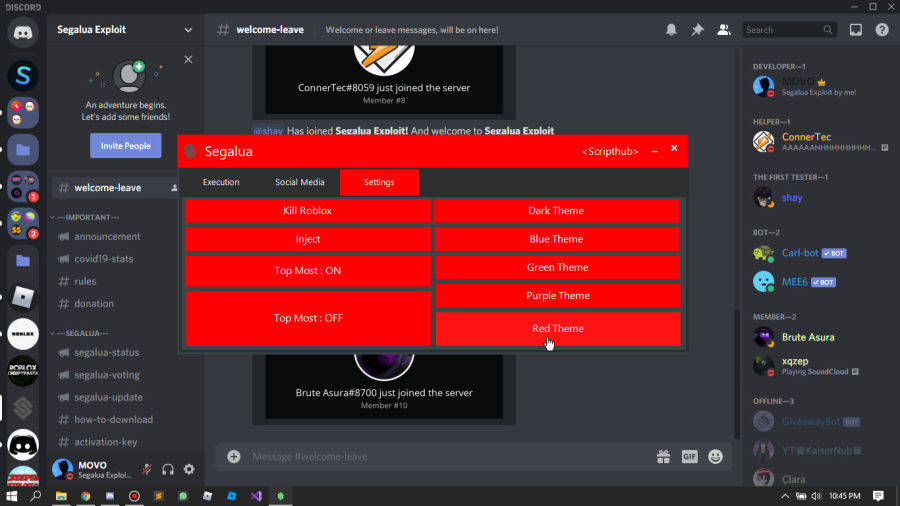 DISCORD
Segalua Exploit
# welcome-leave
Welcome or leave messages, will be on here!
Search
An adventure begins.
Let's add some friends!
Invite People
# welcome-leave
---IMPORTANT---
announcement
covid19-stats
# rules
# donation
---SEGALUA---
segalua-status
segalua-voting
segalua-update
# how-to-download
# activation-key
MOVO
Segalua Exploi...
ConnerTec#8059 just joined the server
Member #8
@shay Has joined Segalua Exploit! And welcome to Segalua Exploit
Segalua
<Scripthub>
Execution
Social Media
Settings
Kill Roblox
Dark Theme
Inject
Blue Theme
Top Most : ON
Green Theme
Purple Theme
Top Most : OFF
Red Theme
Brute Asura#8700 just joined the server
Member #10
Message #welcome-leave
GIF
DEVELOPER—1
MOVO
Segalua Exploit by me!
HELPER—1
ConnerTec
THE FIRST TESTER—1
shay
BOT—2
Carl-bot BOT
MEE6 BOT
MEMBER—2
Brute Asura
xqzep
Playing SoundCloud
OFFLINE—3
GiveawayBot BOT
Çlara
1
2
ROBLOX
10:45 PM